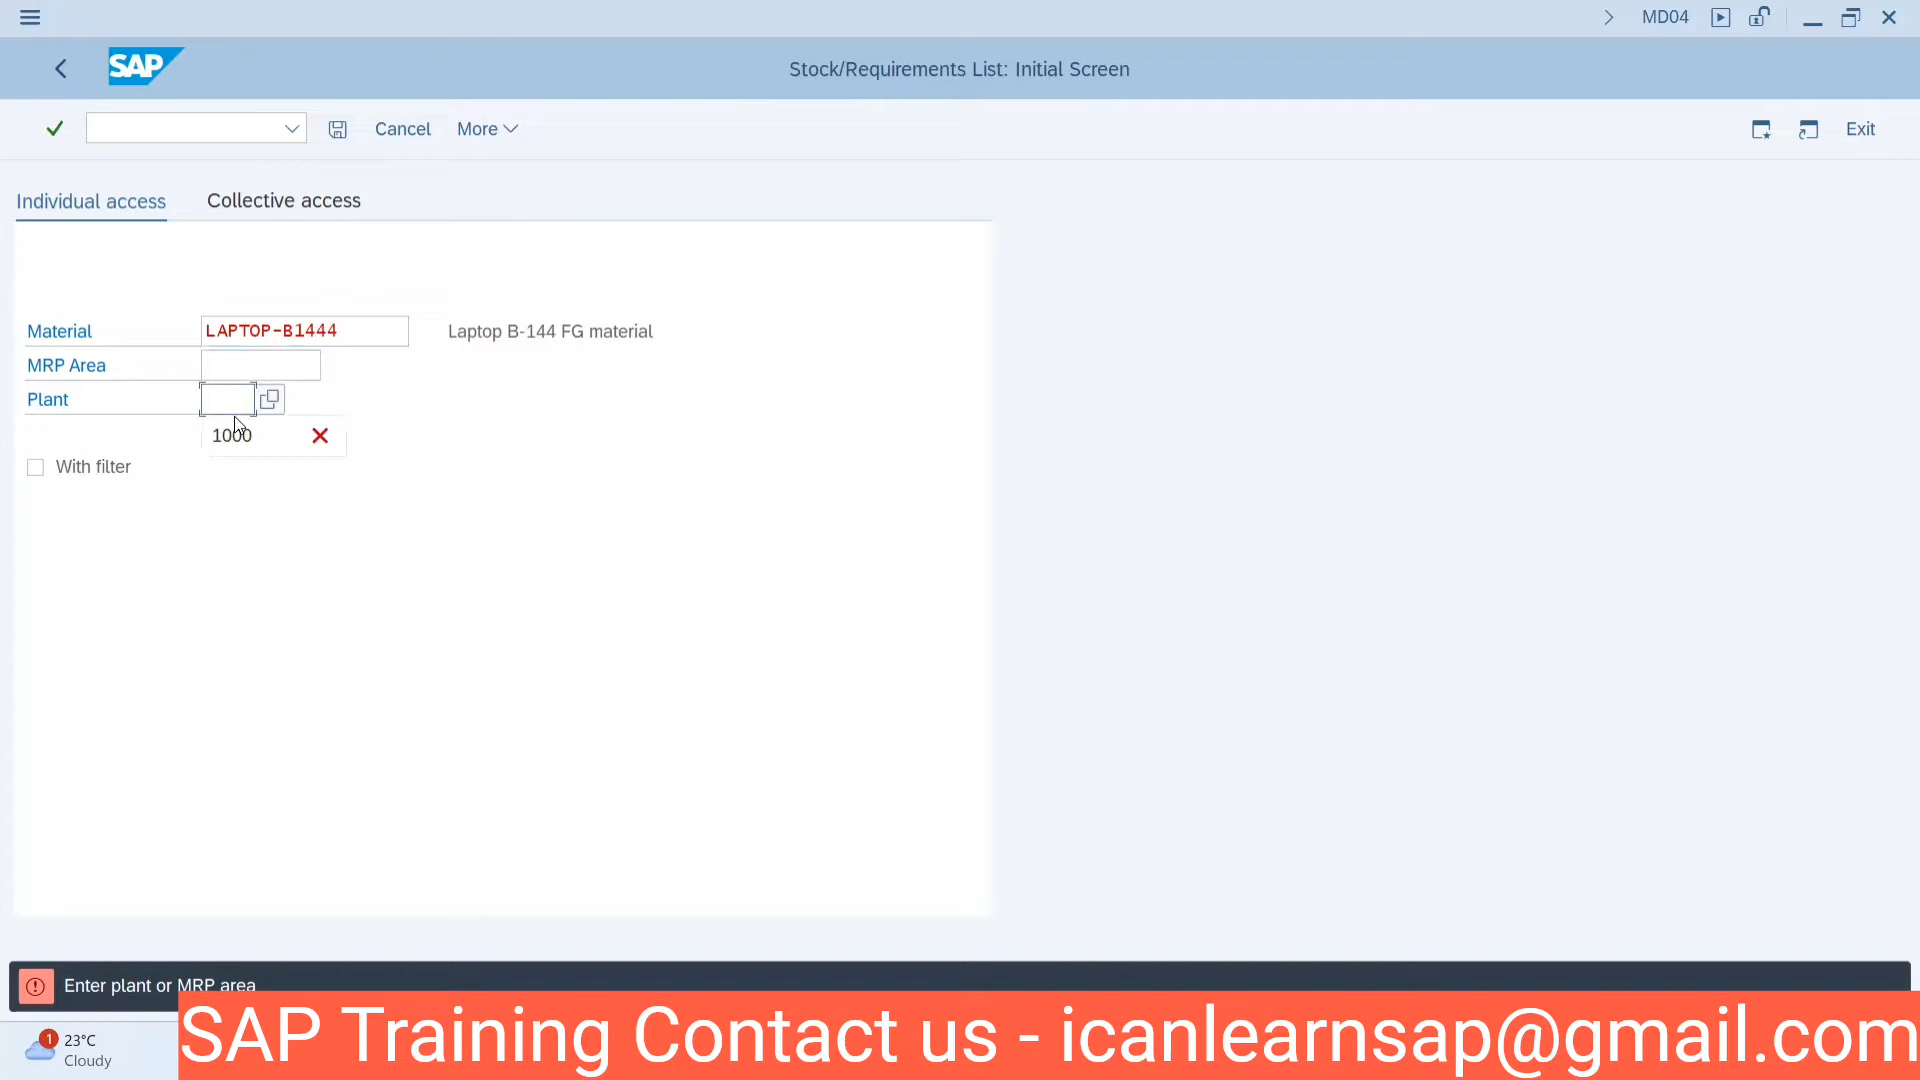 MD04
SAP
Stock/Requirements List: Initial Screen
Cancel
More
Exit
Individual access
Collective access
Material
LAPTOP-B1444
Laptop B-144 FG material
MRP Area
Plant
1000
With filter
Enter plant or MRP area
1
23°C
Cloudy
SAP Training Contact us - icanlearnsap@gmail.com